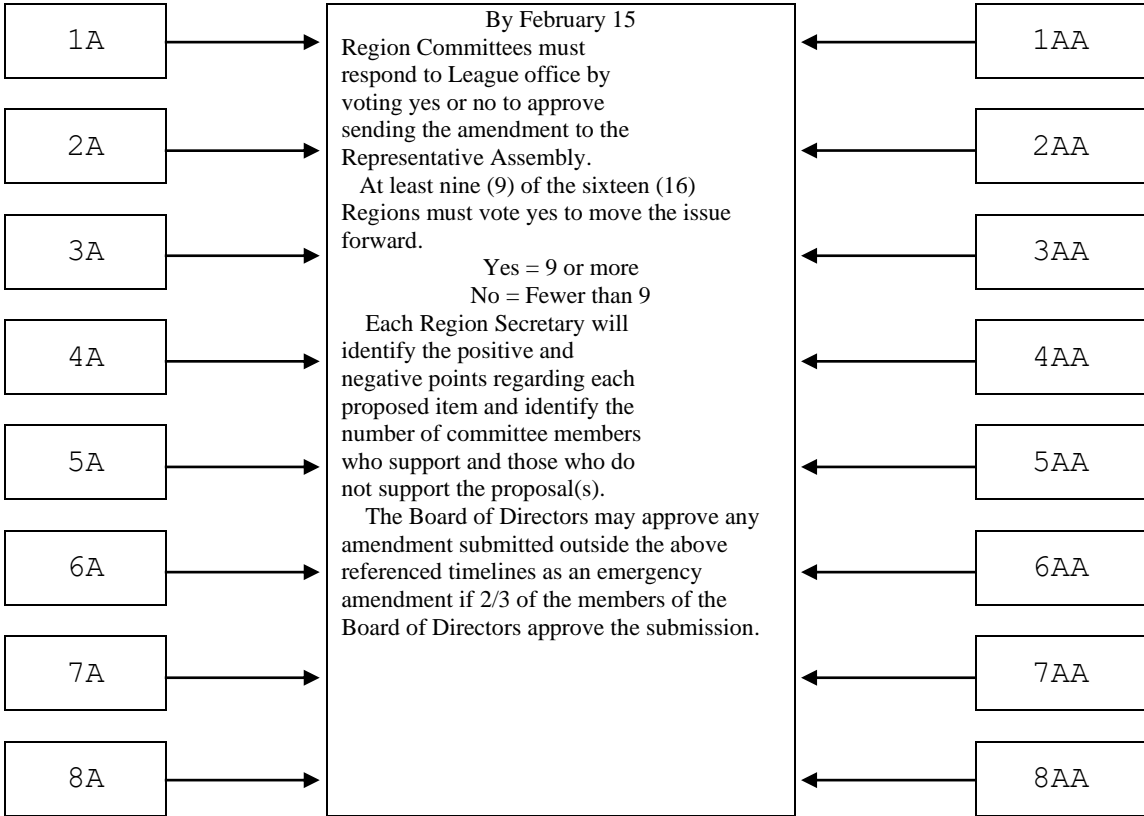 1A
2A
3A
4A
5A
6A
7A
8A
By February 15
Region Committees must
respond to League office by
voting yes or no to approve
sending the amendment to the
Representative Assembly.
At least nine (9) of the sixteen (16)
Regions must vote yes to move the issue
forward.
Yes = 9 or more
No = Fewer than 9
Each Region Secretary will
identify the positive and
negative points regarding each
proposed item and identify the
number of committee members
who support and those who do
not support the proposal(s).
The Board of Directors may approve any
amendment submitted outside the above
referenced timelines as an emergency
amendment if 2/3 of the members of the
Board of Directors approve the submission.
1AA
2AA
3AA
4AA
5AA
6AA
7AA
8AA